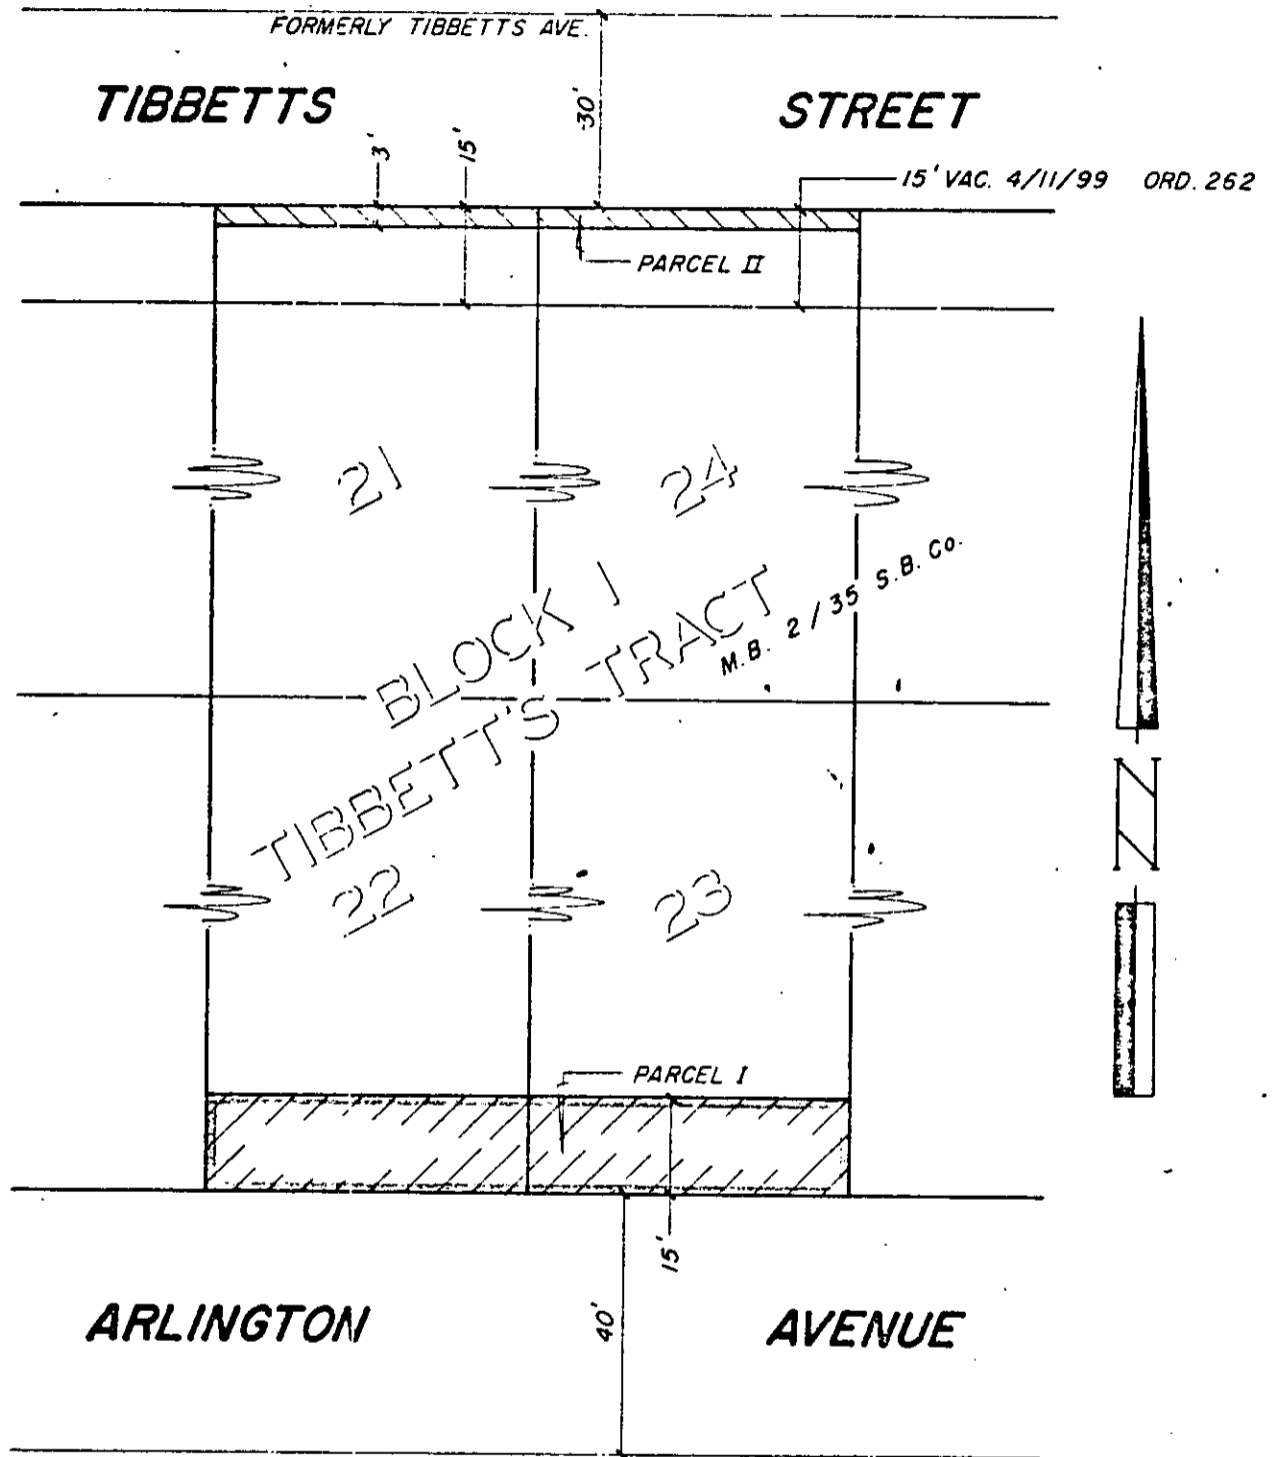 FORMERLY TIBBETTS AVE.
TIBBETTS STREET
30'
3'
15'
15' VAC. 4/11/99 ORD. 262
PARCEL II
21
24
BLOCK 1
TIBBETT'S TRACT
M.B. 2/35 S.B. Co.
22
23
N
PARCEL I
15'
40'
ARLINGTON AVENUE